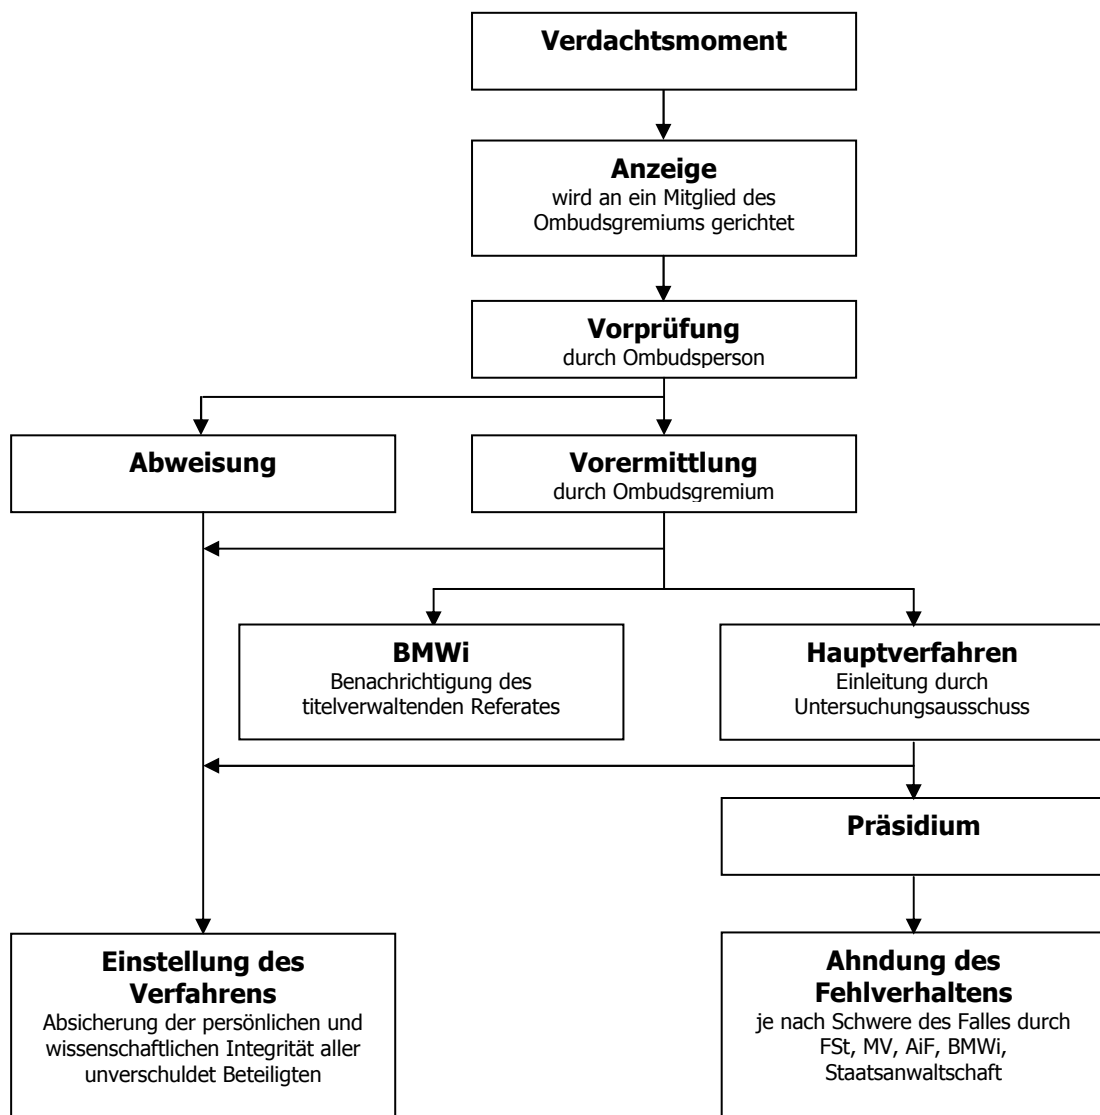 Verdachtsmoment
Anzeige
wird an ein Mitglied des
Ombudsgremiums gerichtet
Vorprüfung
durch Ombudsperson
Abweisung
Vorermittlung
durch Ombudsgremium
BMWi
Benachrichtigung des
titelverwaltenden Referates
Hauptverfahren
Einleitung durch
Untersuchungsausschuss
Präsidium
Einstellung des
Verfahrens
Absicherung der persönlichen und
wissenschaftlichen Integrität aller
unverschuldet Beteiligten
Ahndung des
Fehlverhaltens
je nach Schwere des Falles durch
FSt, MV, AiF, BMWi,
Staatsanwaltschaft